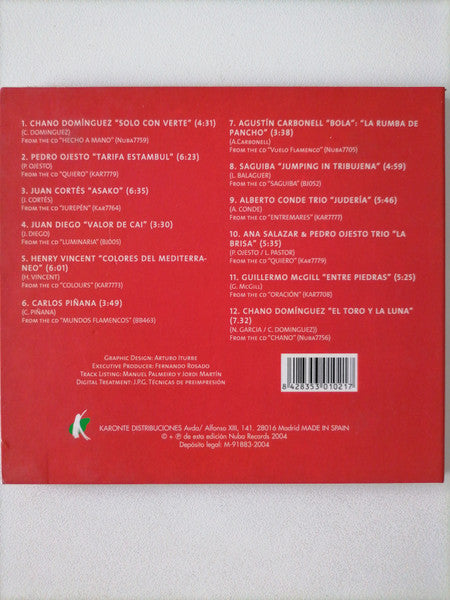 1. CHANO DOMÍNGUEZ "SOLO CON VERTE" (4:31)
(C. DOMINGUEZ)
FROM THE CD "HECHO A MANO" (NUBA7759)
2. PEDRO OJESTO "TARIFA ESTAMBUL" (6:23)
(P. OJESTO)
FROM THE CD "QUIERO" (KAR7779)
3. JUAN CORTÉS "ASAKO" (6:35)
(J. CORTÉS)
FROM THE CD "JUREPÉN" (KAR7764)
4. JUAN DIEGO "VALOR DE CAI" (3:30)
(J. DIEGO)
FROM THE CD "LUMINARIA" (BJ005)
5. HENRY VINCENT "COLORES DEL MEDITERRA-
NEO" (6:01)
(H. VINCENT)
FROM THE CD "COLOURS" (KAR7773)
6. CARLOS PIÑANA (3:49)
(C. PIÑANA)
FROM THE CD "MUNDOS FLAMENCOS" (BB463)
7. AGUSTÍN CARBONELL "BOLA": "LA RUMBA DE
PANCHO" (3:38)
(A.CARBONELL)
FROM THE CD "VUELO FLAMENCO" (NUBA7705)
8. SAGUIBA "JUMPING IN TRIBUJENA" (4:59)
(L. BALAGUER)
FROM THE CD "SAGUIBA" (BJ052)
9. ALBERTO CONDE TRIO "JUDERÍA" (5:46)
(A. CONDE)
FROM THE CD "ENTREMARES" (KAR7777)
10. ANA SALAZAR & PEDRO OJESTO TRIO "LA
BRISA" (5:35)
(P. OJESTO / L. PASTOR)
FROM THE CD "QUIERO" (KAR7779)
11. GUILLERMO McGILL "ENTRE PIEDRAS" (5:25)
(G. McGILL)
FROM THE CD "ORACIÓN" (KAR7708)
12. CHANO DOMÍNGUEZ "EL TORO Y LA LUNA"
(7.32)
(N. GARCIA / C. DOMINGUEZ))
FROM THE CD "CHANO" (NUBA7756)
GRAPHIC DESIGN: ARTURO ITURBE
EXECUTIVE PRODUCER: FERNANDO ROSADO
TRACK LISTING: MANUEL PALMEIRO Y JORDI MARTÍN
DIGITAL TREATMENT: J.P.G. TÉCNICAS DE PREIMPRESIÓN
8 428353 010217
KARONTE DISTRIBUCIONES Avda/ Alfonso XIII, 141. 28016 Madrid MADE IN SPAIN
© + ℗ de esta edición Nuba Records 2004
Depósito legal: M-91883-2004